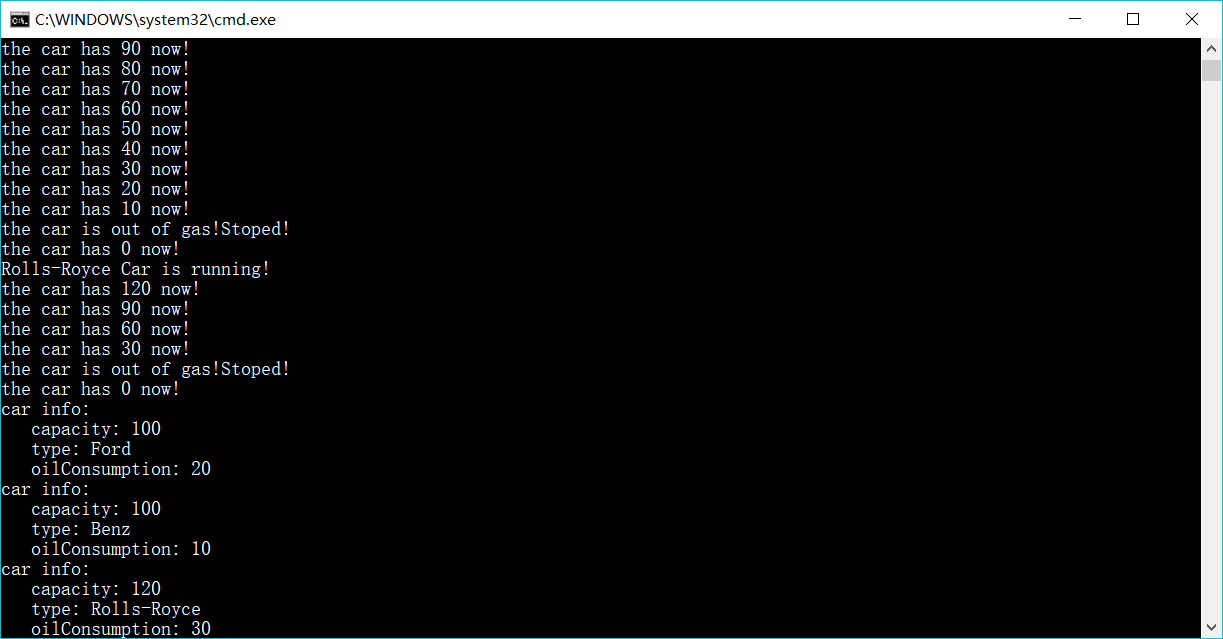 C:\WINDOWS\system32\cmd.exe
the car has 90 now!
the car has 80 now!
the car has 70 now!
the car has 60 now!
the car has 50 now!
the car has 40 now!
the car has 30 now!
the car has 20 now!
the car has 10 now!
the car is out of gas!Stoped!
the car has 0 now!
Rolls-Royce Car is running!
the car has 120 now!
the car has 90 now!
the car has 60 now!
the car has 30 now!
the car is out of gas!Stoped!
the car has 0 now!
car info:
   capacity: 100
   type: Ford
   oilConsumption: 20
car info:
   capacity: 100
   type: Benz
   oilConsumption: 10
car info:
   capacity: 120
   type: Rolls-Royce
   oilConsumption: 30